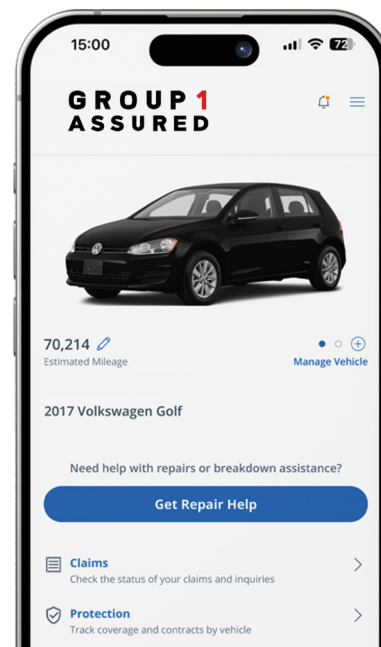 15:00
72
GROUP1
ASSURED
70,214
Estimated Mileage
Manage Vehicle
2017 Volkswagen Golf
Need help with repairs or breakdown assistance?
Get Repair Help
Claims
Check the status of your claims and inquiries
Protection
Track coverage and contracts by vehicle